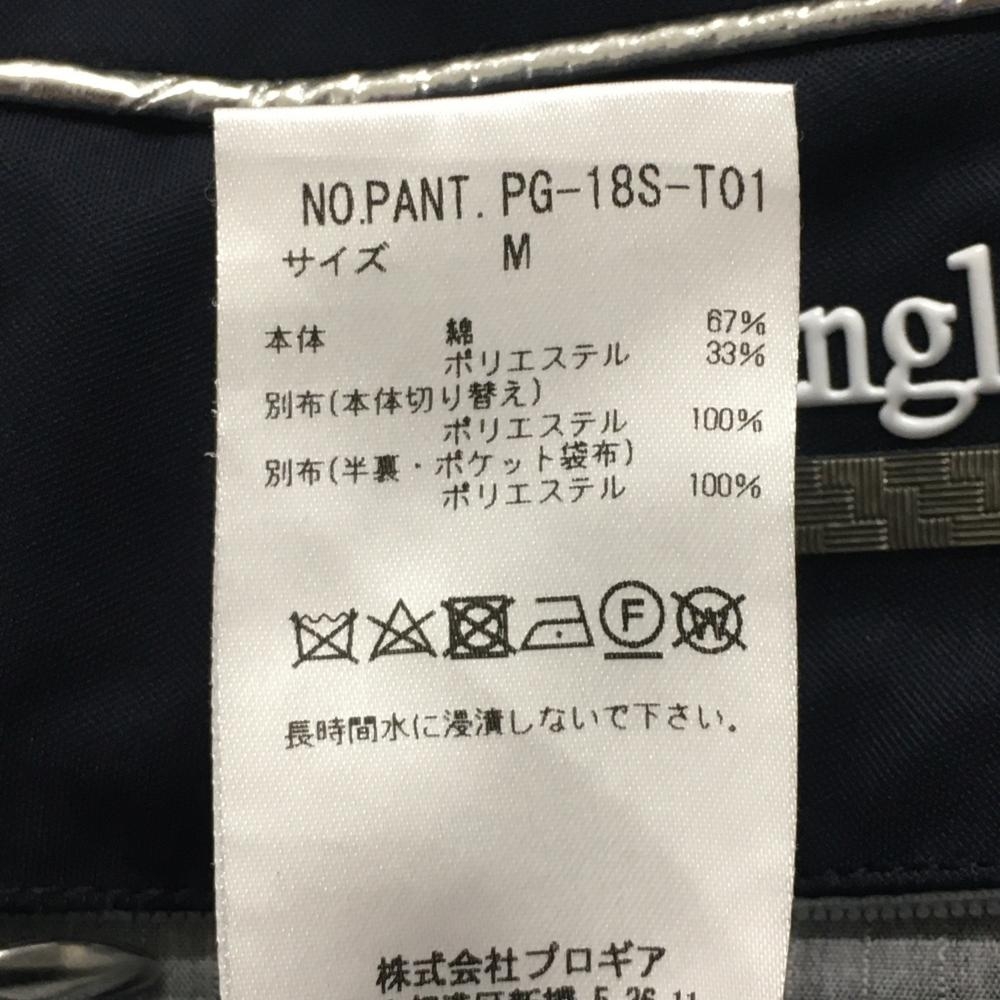 NO.PANT. PG-18S-T01
サイズ M
本体 綿 67%
ポリエステル 33%
別布(本体切り替え)
ポリエステル 100%
別布(半裏・ポケット袋布)
ポリエステル 100%
F W
長時間水に浸漬しないで下さい。
株式会社プロギア
ngl